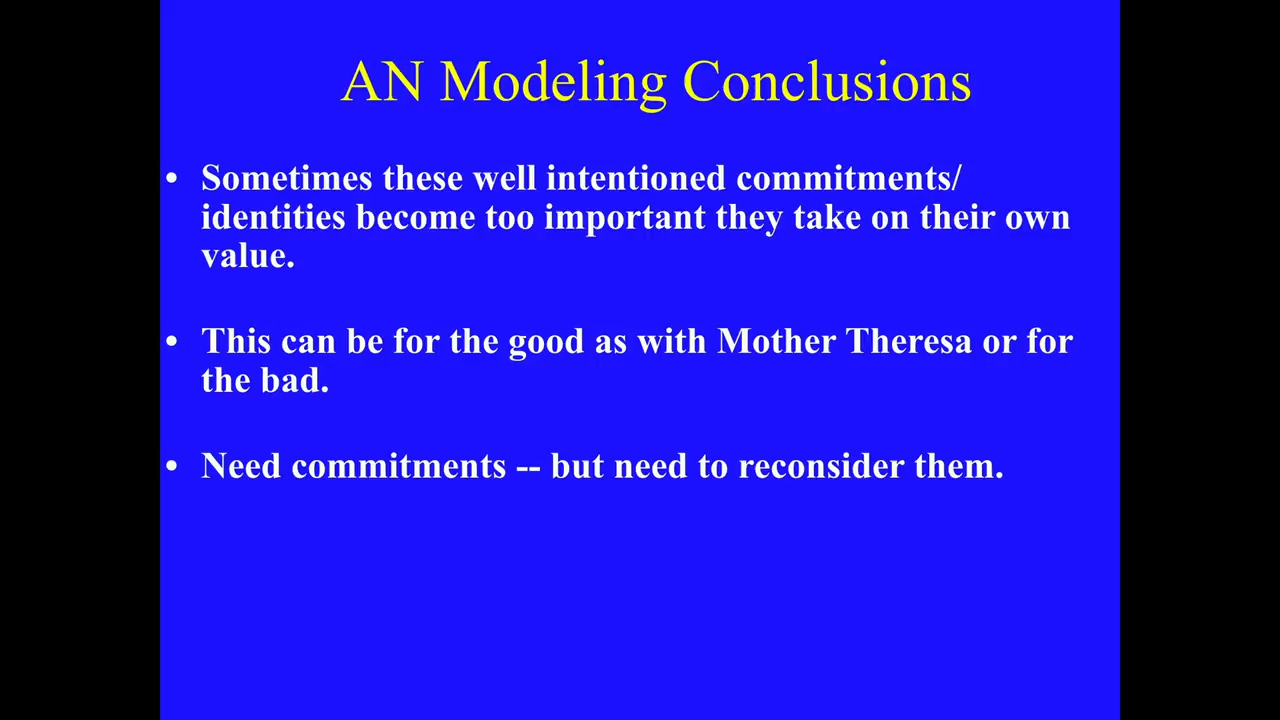 AN Modeling Conclusions
• Sometimes these well intentioned commitments/
identities become too important they take on their own
value.
• This can be for the good as with Mother Theresa or for
the bad.
• Need commitments -- but need to reconsider them.